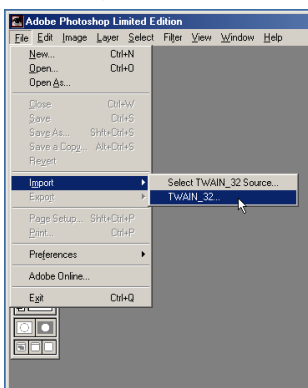 Adobe Photoshop Limited Edition
File Edit Image Layer Select Filter View Window Help
New... Ctrl+N
Open... Ctrl+O
Open As...
Close Ctrl+W
Save Ctrl+S
Save As... Shft+Ctrl+S
Save a Copy... Alt+Ctrl+S
Revert
Import
Select TWAIN_32 Source...
Export
TWAIN_32...
Page Setup... Shft+Ctrl+P
Print... Ctrl+P
Preferences
Adobe Online...
Exit Ctrl+Q